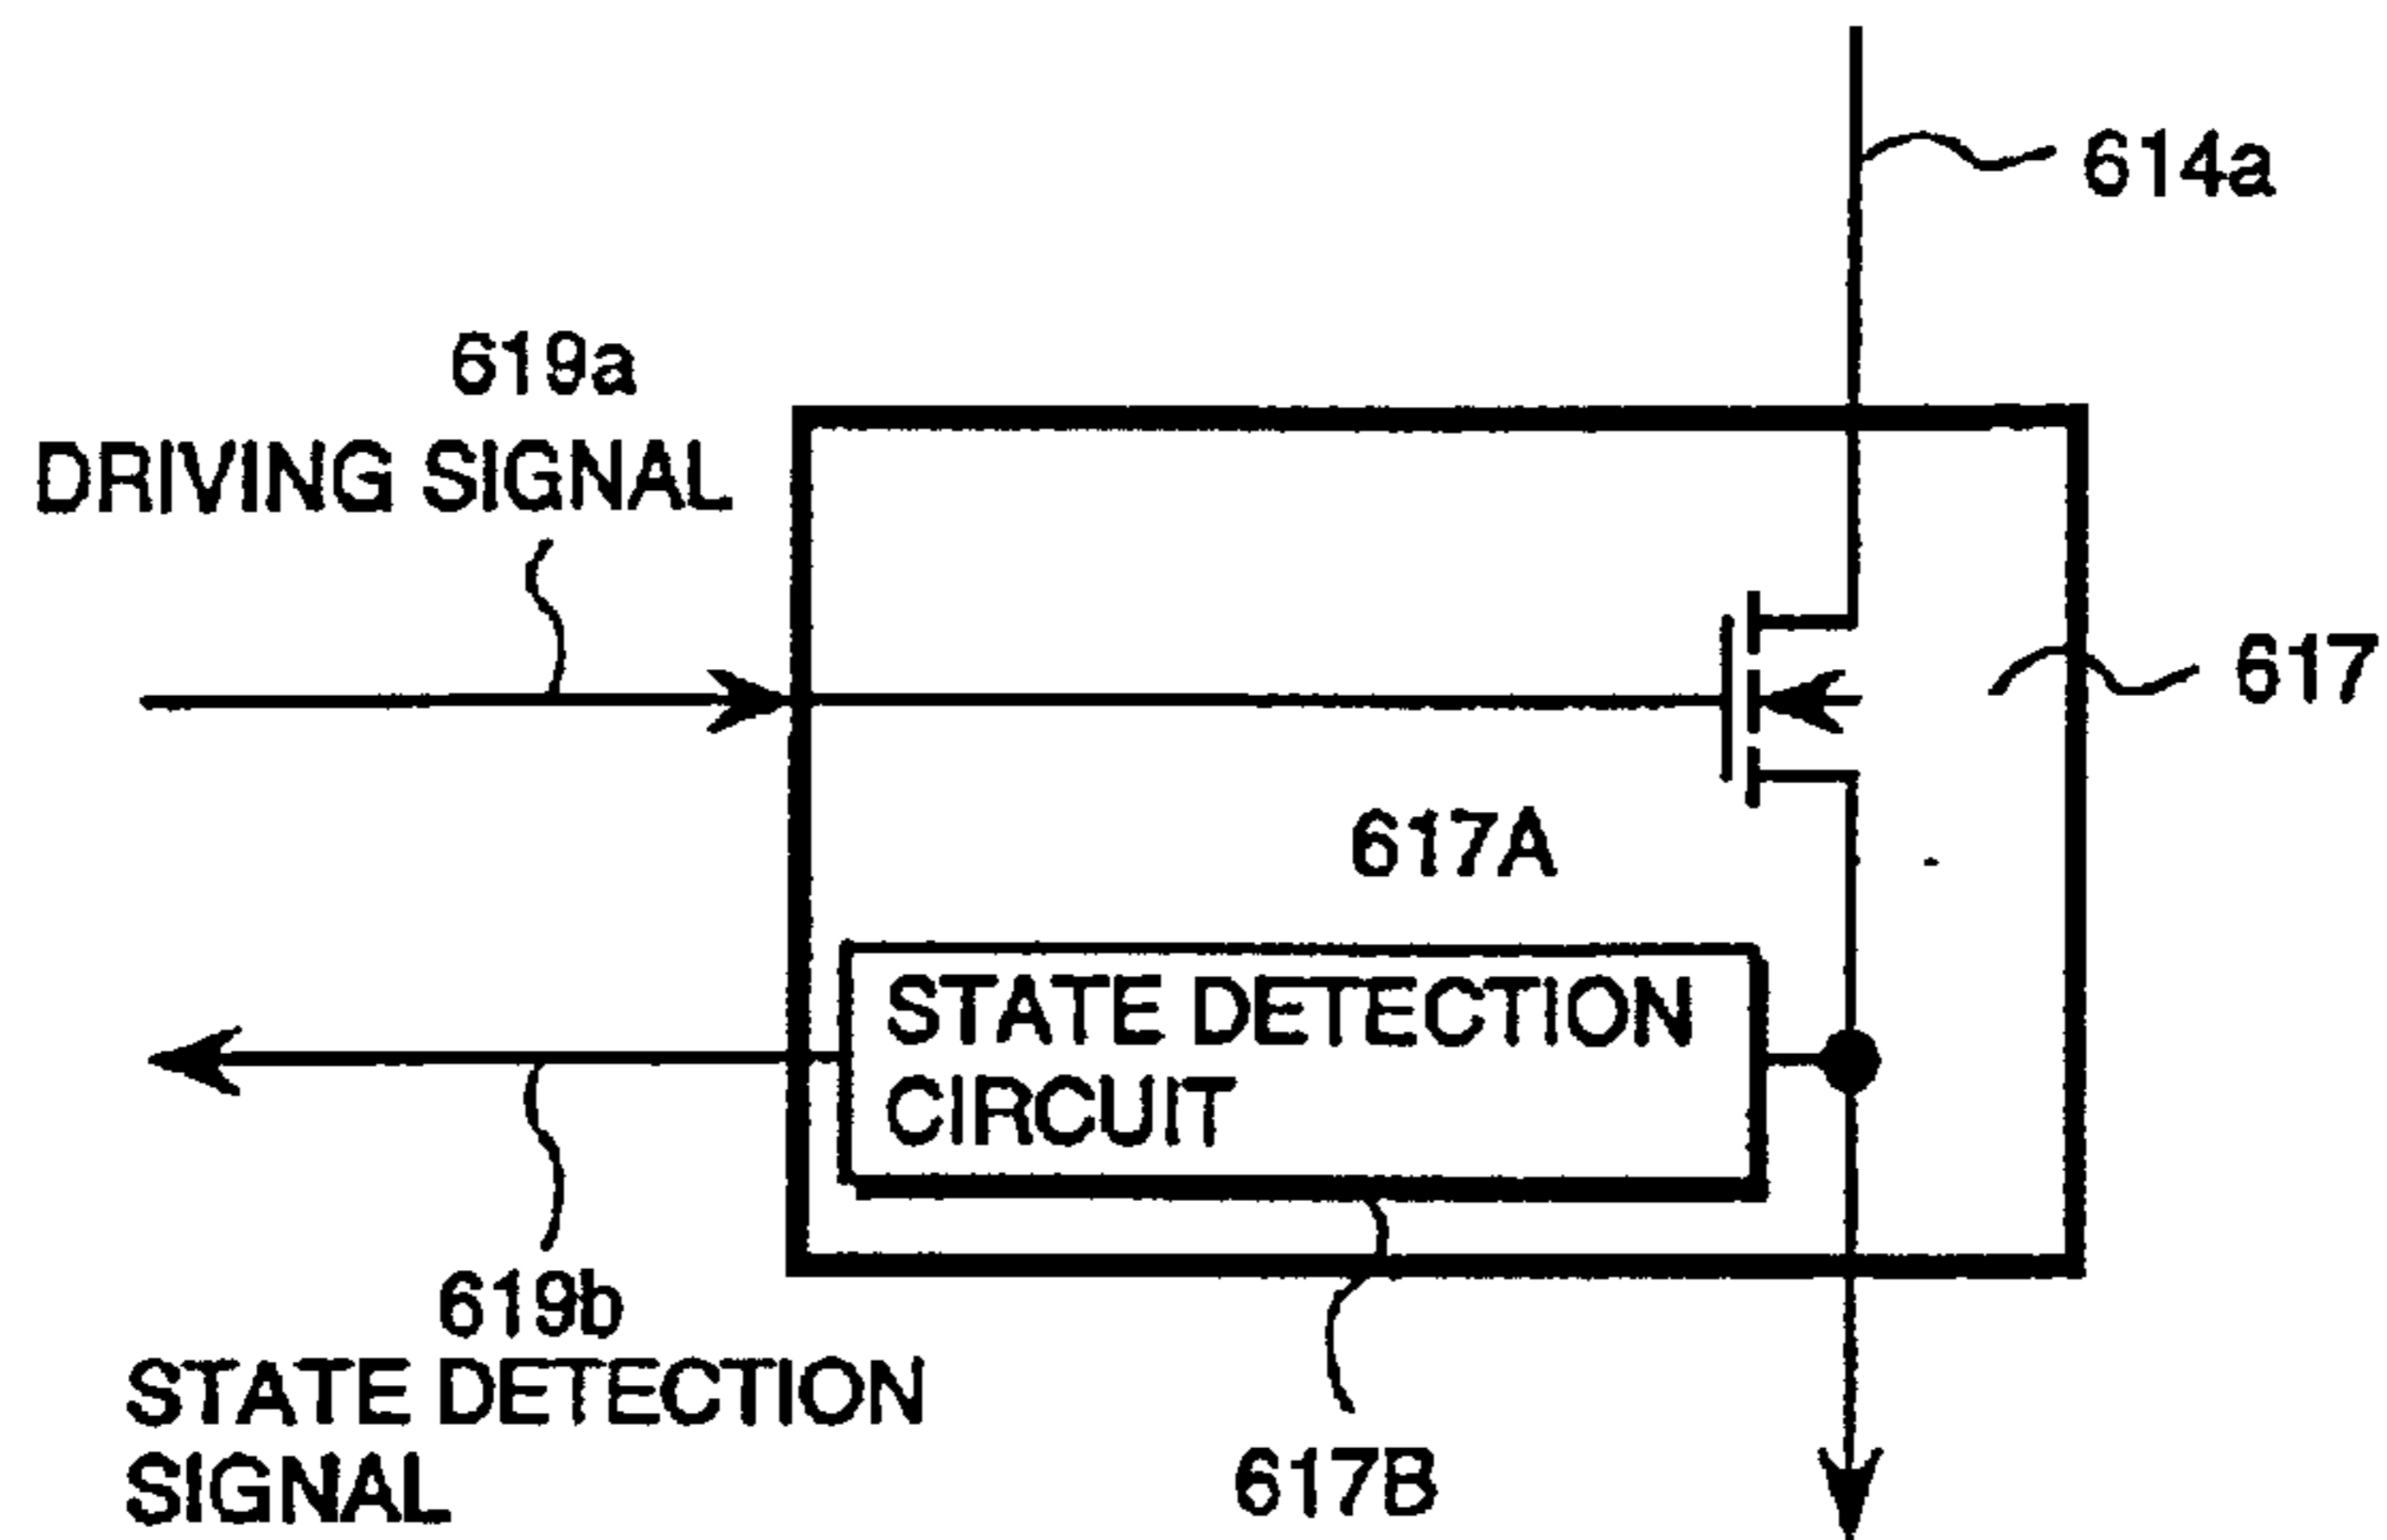 614a
619a
DRIVING SIGNAL
617
617A
STATE DETECTION
CIRCUIT
619b
STATE DETECTION
SIGNAL
617B